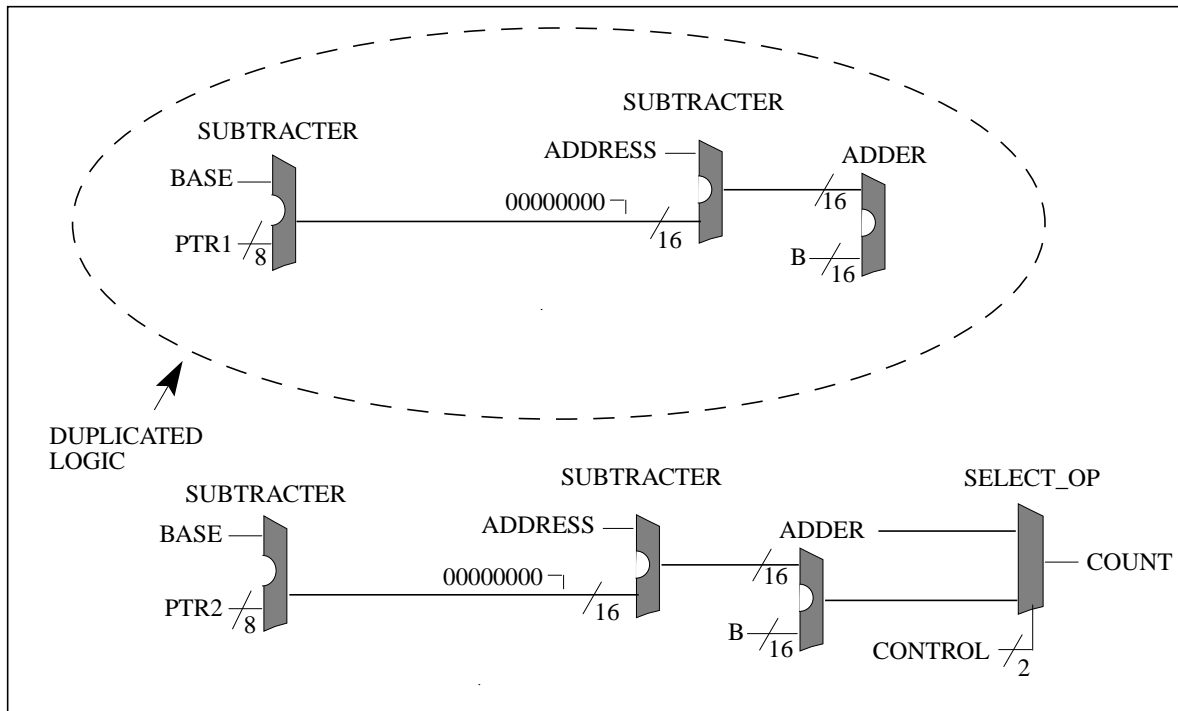 SUBTRACTER
SUBTRACTER
ADDRESS
ADDER
BASE
00000000
16
PTR1
8
16
B
16
DUPLICATED
LOGIC
SUBTRACTER
SUBTRACTER
SELECT_OP
BASE
ADDRESS
ADDER
COUNT
00000000
16
PTR2
8
16
B
16
CONTROL
2